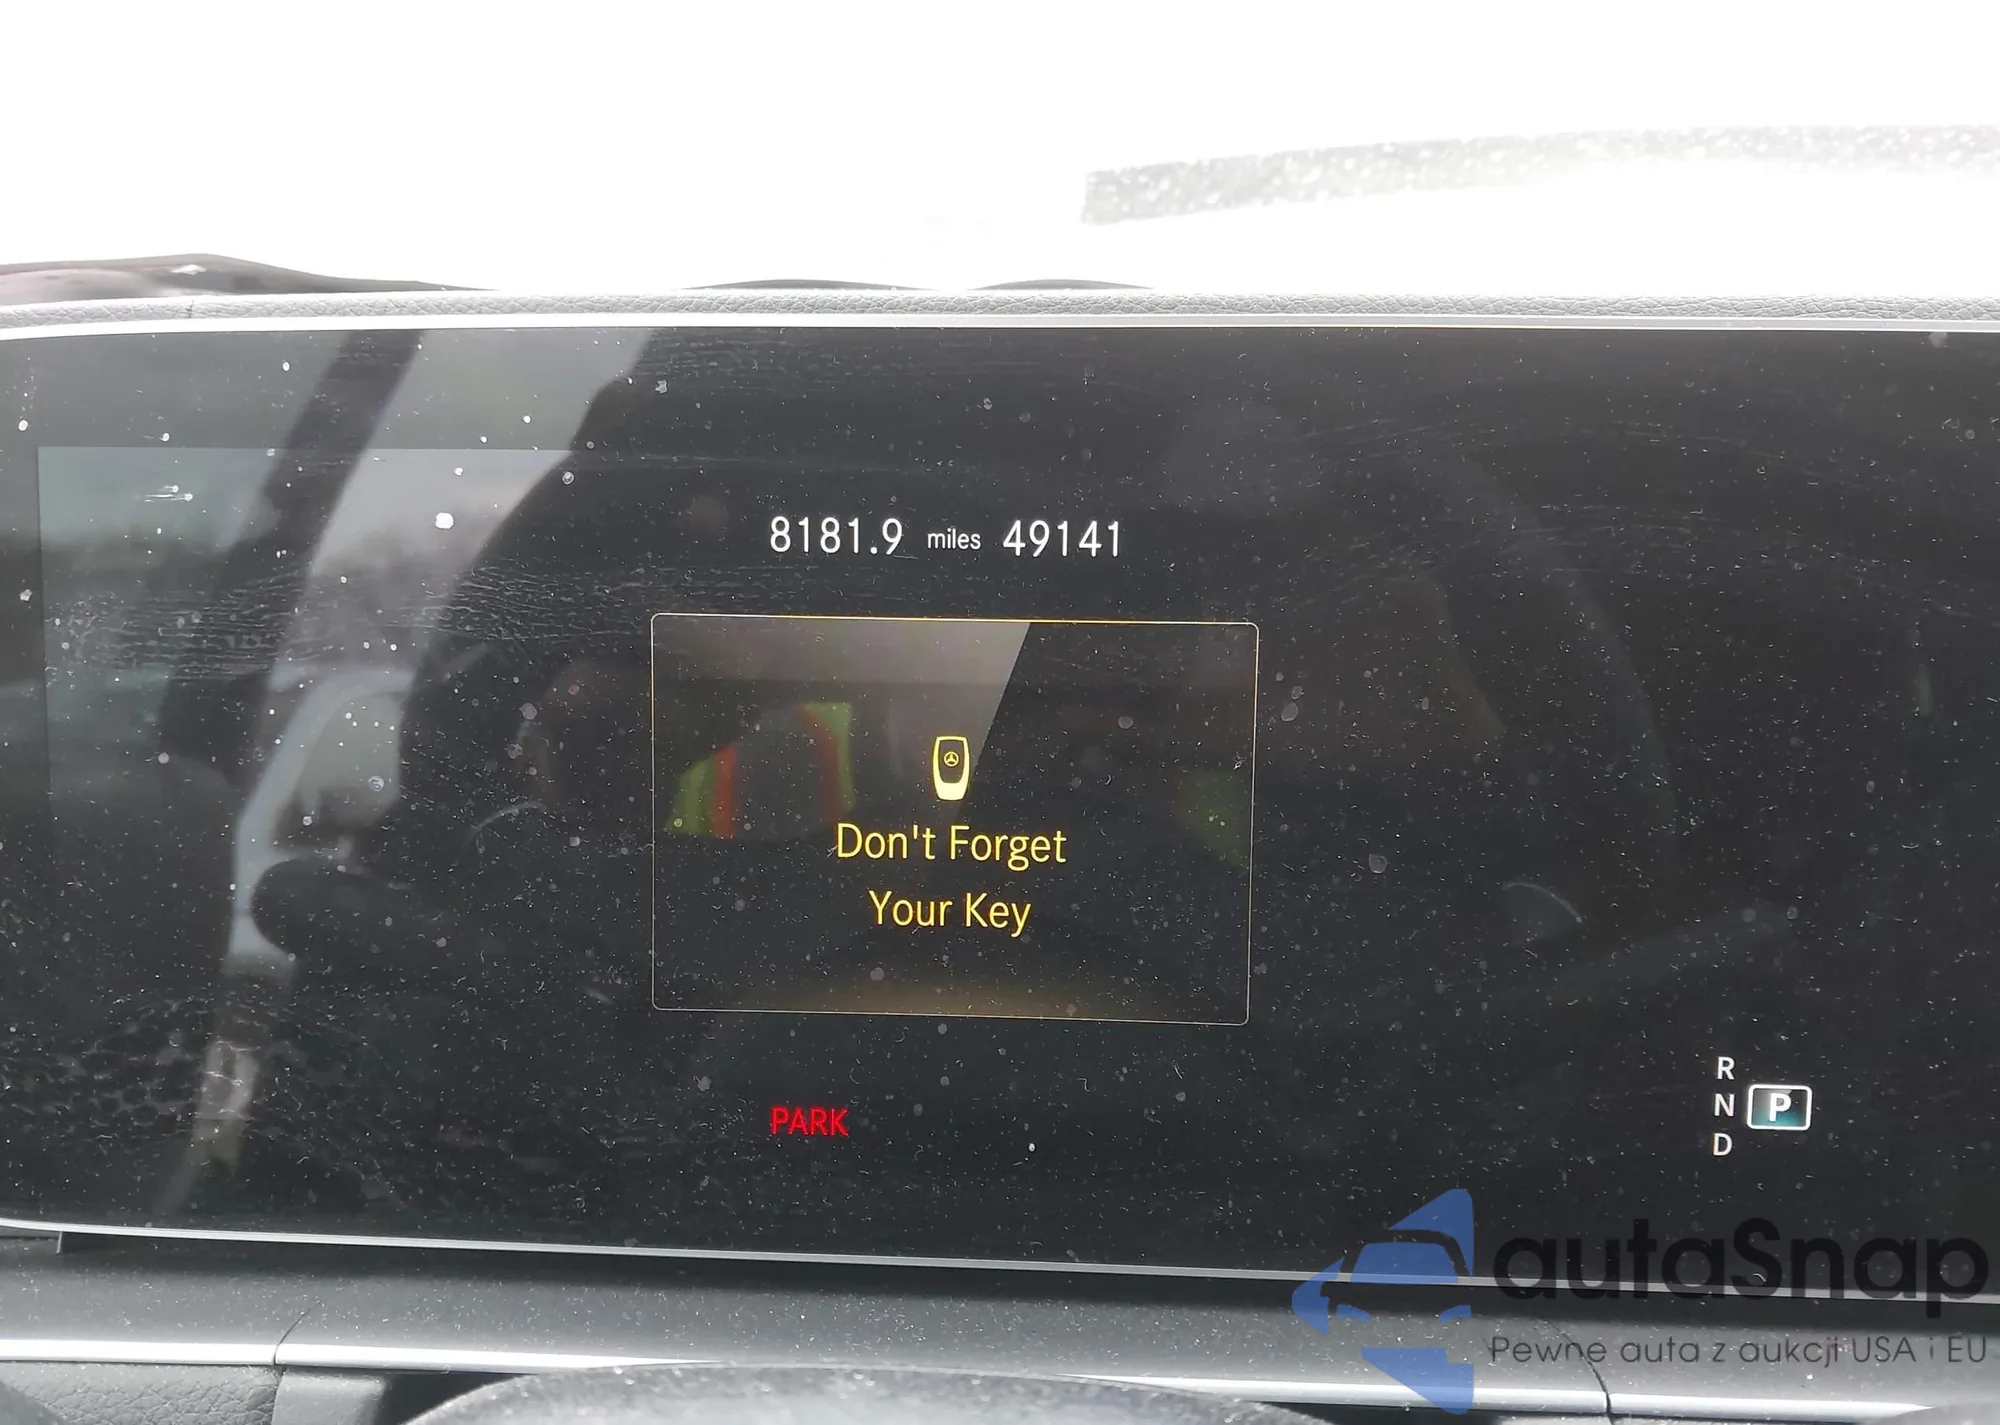 8181.9 miles 49141
Don't Forget
Your Key
PARK
R
N P
D
autaSnap
Pewne auta z aukcji USA i EU